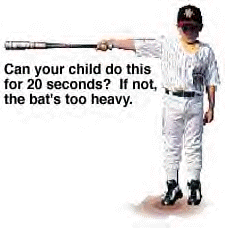 Can your child do this
for 20 seconds? If not,
the bat's too heavy.